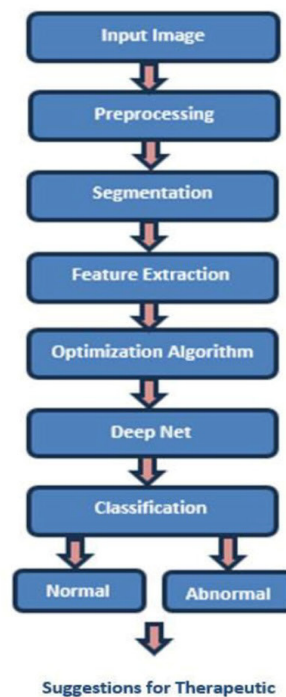 Input Image
Preprocessing
Segmentation
Feature Extraction
Optimization Algorithm
Deep Net
Classification
Normal
Abnormal
Suggestions for Therapeutic